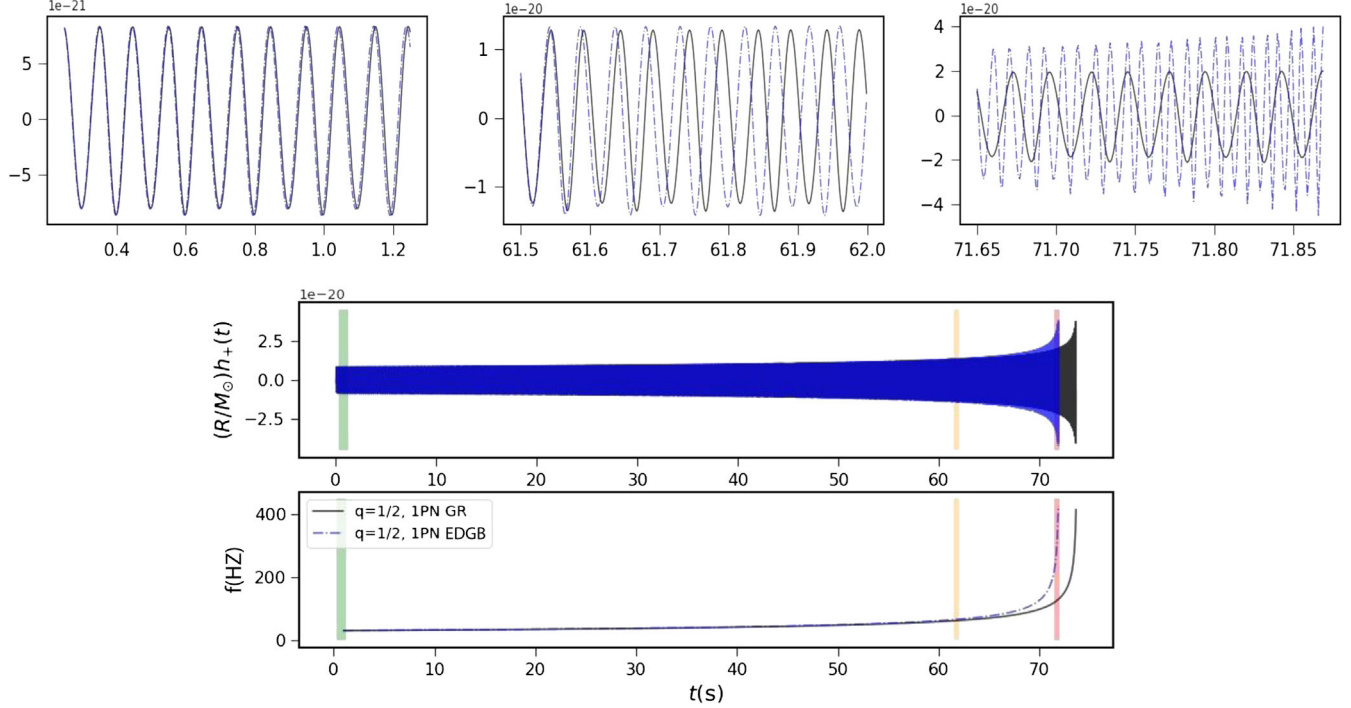 1e−21
5
0
−5
0.4 0.6 0.8 1.0 1.2
1e−20
1
0
−1
61.5 61.6 61.7 61.8 61.9 62.0
1e−20
4
2
0
−2
−4
71.65 71.70 71.75 71.80 71.85
1e−20
(R/M☉)h₊(t)
2.5
0.0
−2.5
0 10 20 30 40 50 60 70
f(HZ)
400
200
0
q=1/2, 1PN GR
q=1/2, 1PN EDGB
0 10 20 30 40 50 60 70
t(s)